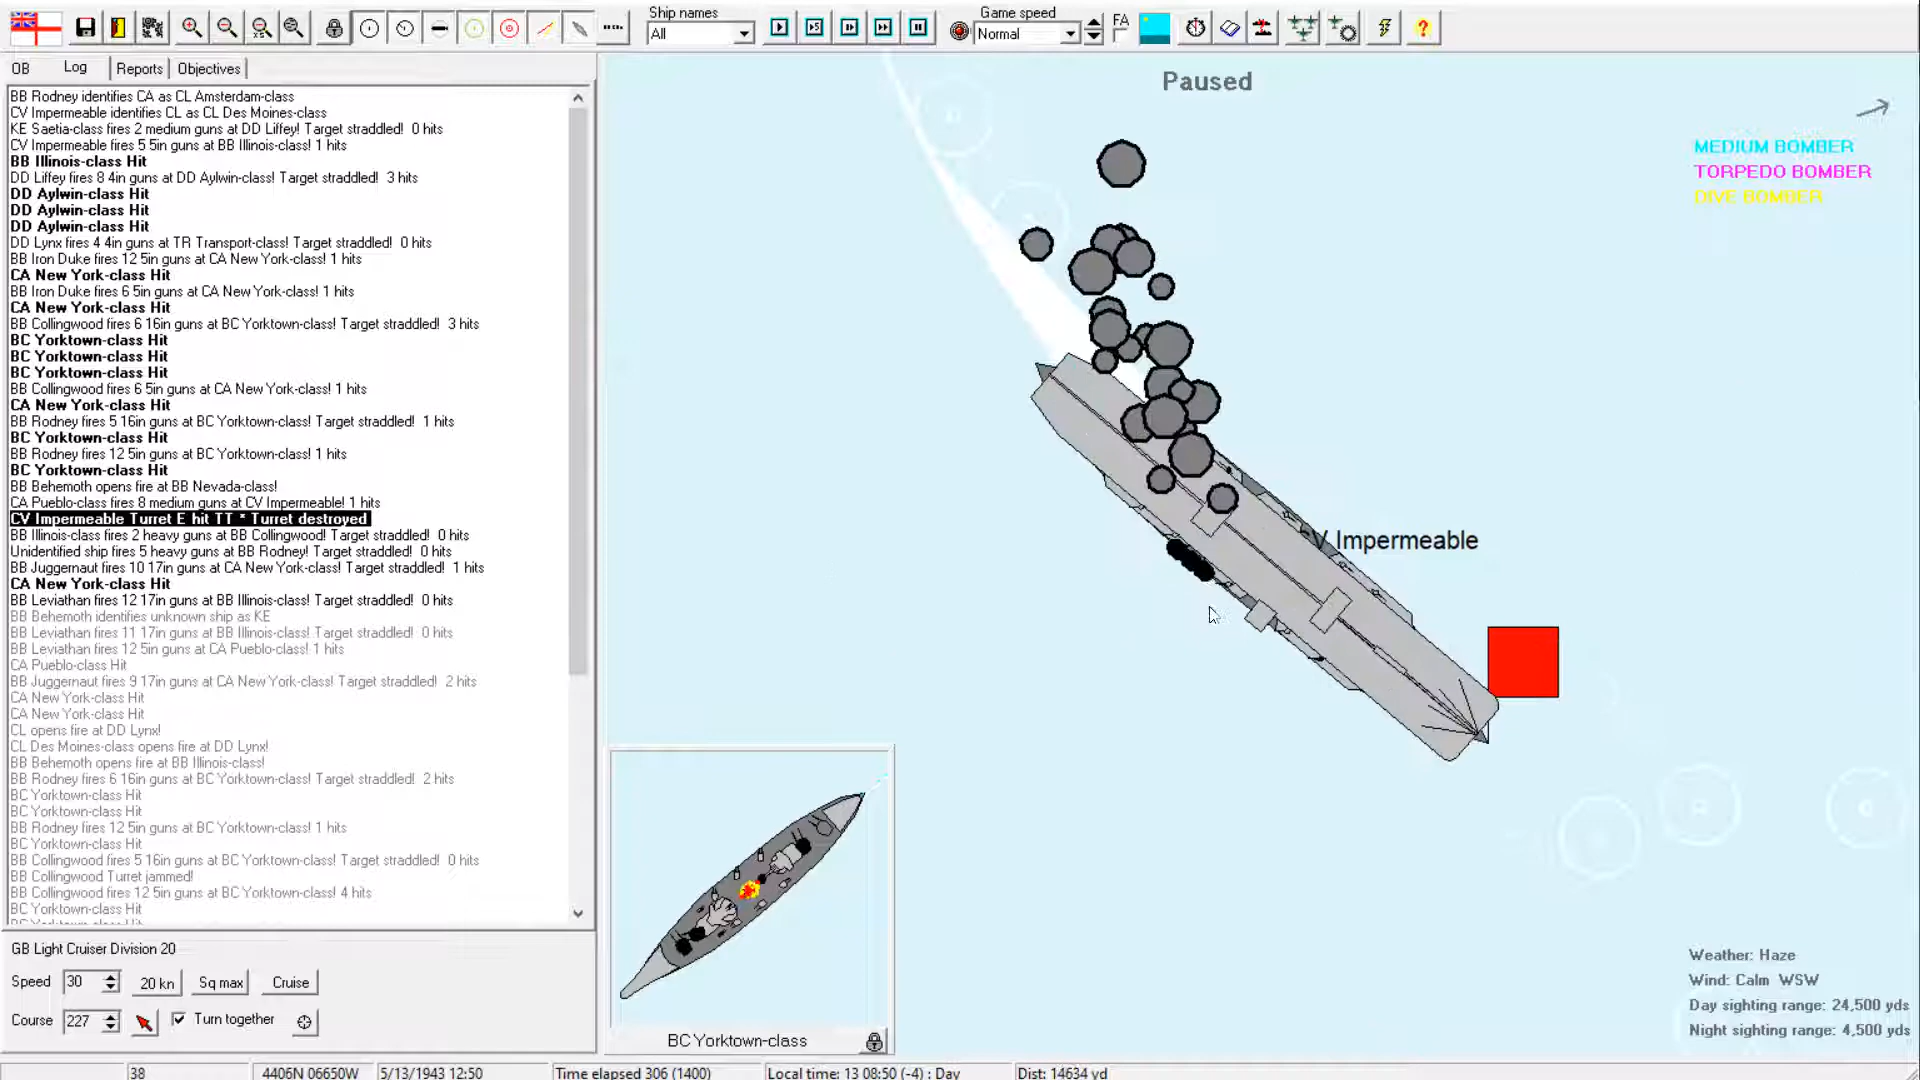 Ship names
All
Game speed
Normal
FA
OB
Log
Reports
Objectives
BB Rodney identifies CA as CL Amsterdam-class
CV Impermeable identifies CL as CL Des Moines-class
KE Saetia-class fires 2 medium guns at DD Liffey! Target straddled!  0 hits
CV Impermeable fires 5 5in guns at BB Illinois-class! 1 hits
BB Illinois-class Hit
DD Liffey fires 8 4in guns at DD Aylwin-class! Target straddled!  3 hits
DD Aylwin-class Hit
DD Aylwin-class Hit
DD Aylwin-class Hit
DD Lynx fires 4 4in guns at TR Transport-class! Target straddled!  0 hits
BB Iron Duke fires 12 5in guns at CA New York-class! 1 hits
CA New York-class Hit
BB Iron Duke fires 6 5in guns at CA New York-class! 1 hits
CA New York-class Hit
BB Collingwood fires 6 16in guns at BC Yorktown-class! Target straddled!  3 hits
BC Yorktown-class Hit
BC Yorktown-class Hit
BC Yorktown-class Hit
BB Collingwood fires 6 5in guns at CA New York-class! 1 hits
CA New York-class Hit
BB Rodney fires 5 16in guns at BC Yorktown-class! Target straddled!  1 hits
BC Yorktown-class Hit
BB Rodney fires 12 5in guns at BC Yorktown-class! 1 hits
BC Yorktown-class Hit
BB Behemoth opens fire at BB Nevada-class!
CA Pueblo-class fires 8 medium guns at CV Impermeable! 1 hits
CV Impermeable Turret E hit TT * Turret destroyed
BB Illinois-class fires 2 heavy guns at BB Collingwood! Target straddled!  0 hits
Unidentified ship fires 5 heavy guns at BB Rodney! Target straddled!  0 hits
BB Juggernaut fires 10 17in guns at CA New York-class! Target straddled!  1 hits
CA New York-class Hit
BB Leviathan fires 12 17in guns at BB Illinois-class! Target straddled!  0 hits
BB Behemoth identifies unknown ship as KE
BB Leviathan fires 11 17in guns at BB Illinois-class! Target straddled!  0 hits
BB Leviathan fires 12 5in guns at CA Pueblo-class! 1 hits
CA Pueblo-class Hit
BB Juggernaut fires 9 17in guns at CA New York-class! Target straddled!  2 hits
CA New York-class Hit
CA New York-class Hit
CL opens fire at DD Lynx!
CL Des Moines-class opens fire at DD Lynx!
BB Behemoth opens fire at BB Illinois-class!
BB Rodney fires 6 16in guns at BC Yorktown-class! Target straddled!  2 hits
BC Yorktown-class Hit
BC Yorktown-class Hit
BB Rodney fires 12 5in guns at BC Yorktown-class! 1 hits
BC Yorktown-class Hit
BB Collingwood fires 5 16in guns at BC Yorktown-class! Target straddled!  0 hits
BB Collingwood Turret jammed!
BB Collingwood fires 12 5in guns at BC Yorktown-class! 4 hits
BC Yorktown-class Hit
GB Light Cruiser Division 20
Speed 30 20 kn Sq max Cruise
Course 227 Turn together
Paused
MEDIUM BOMBER
TORPEDO BOMBER
DIVE BOMBER
CV Impermeable
BC Yorktown-class
Weather: Haze
Wind: Calm  WSW
Day sighting range: 24,500 yds
Night sighting range: 4,500 yds
38
4406N 06650W
5/13/1943 12:50
Time elapsed 306 (1400)
Local time: 13 08:50 (-4) : Day
Dist: 14634 yd